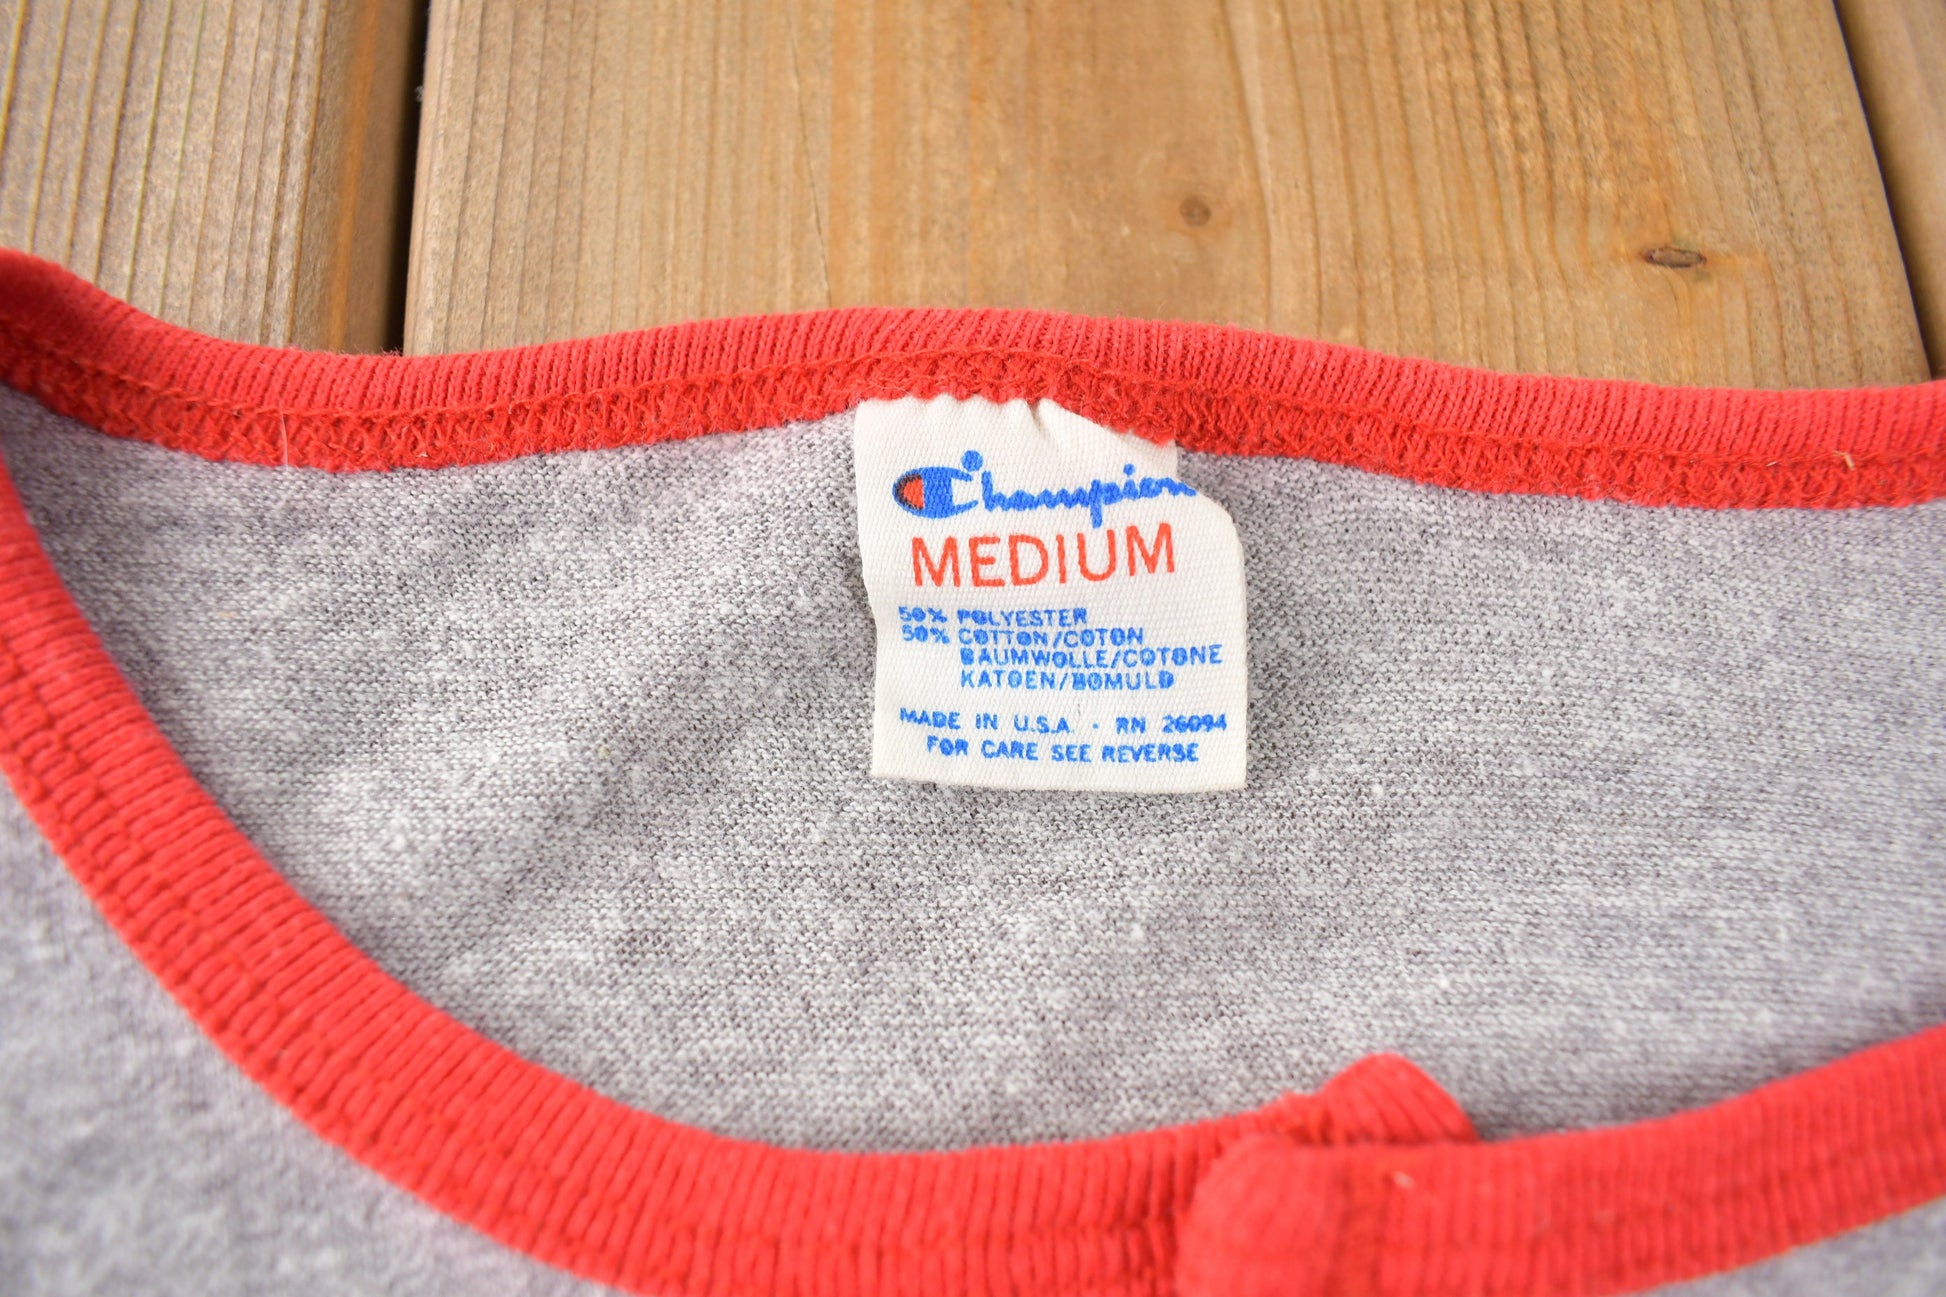 Champion
MEDIUM
50% POLYESTER
50% COTTON/COTON
BAUMWOLLE/COTONE
KATOEN/BOMULD
MADE IN U.S.A. · RN 26094
FOR CARE SEE REVERSE